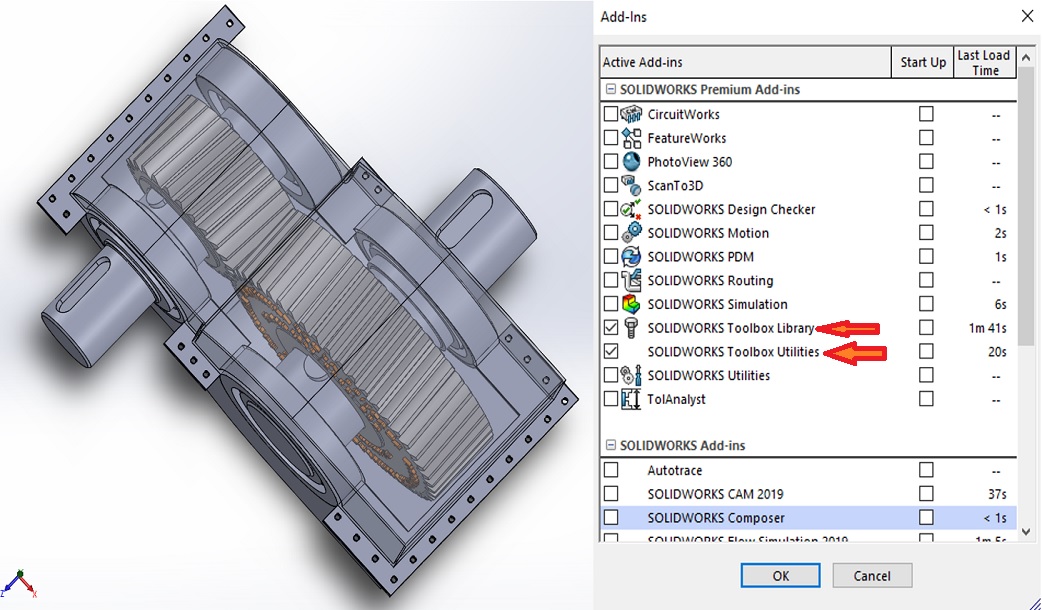 Add-Ins
Active Add-ins Start Up Last Load Time
SOLIDWORKS Premium Add-ins
CircuitWorks --
FeatureWorks --
PhotoView 360 --
ScanTo3D --
SOLIDWORKS Design Checker < 1s
SOLIDWORKS Motion 2s
SOLIDWORKS PDM 1s
SOLIDWORKS Routing --
SOLIDWORKS Simulation 6s
SOLIDWORKS Toolbox Library 1m 41s
SOLIDWORKS Toolbox Utilities 20s
SOLIDWORKS Utilities --
TolAnalyst --
SOLIDWORKS Add-ins
Autotrace --
SOLIDWORKS CAM 2019 37s
SOLIDWORKS Composer < 1s
SOLIDWORKS Flow Simulation 2019 1m 5s
OK Cancel
Z X